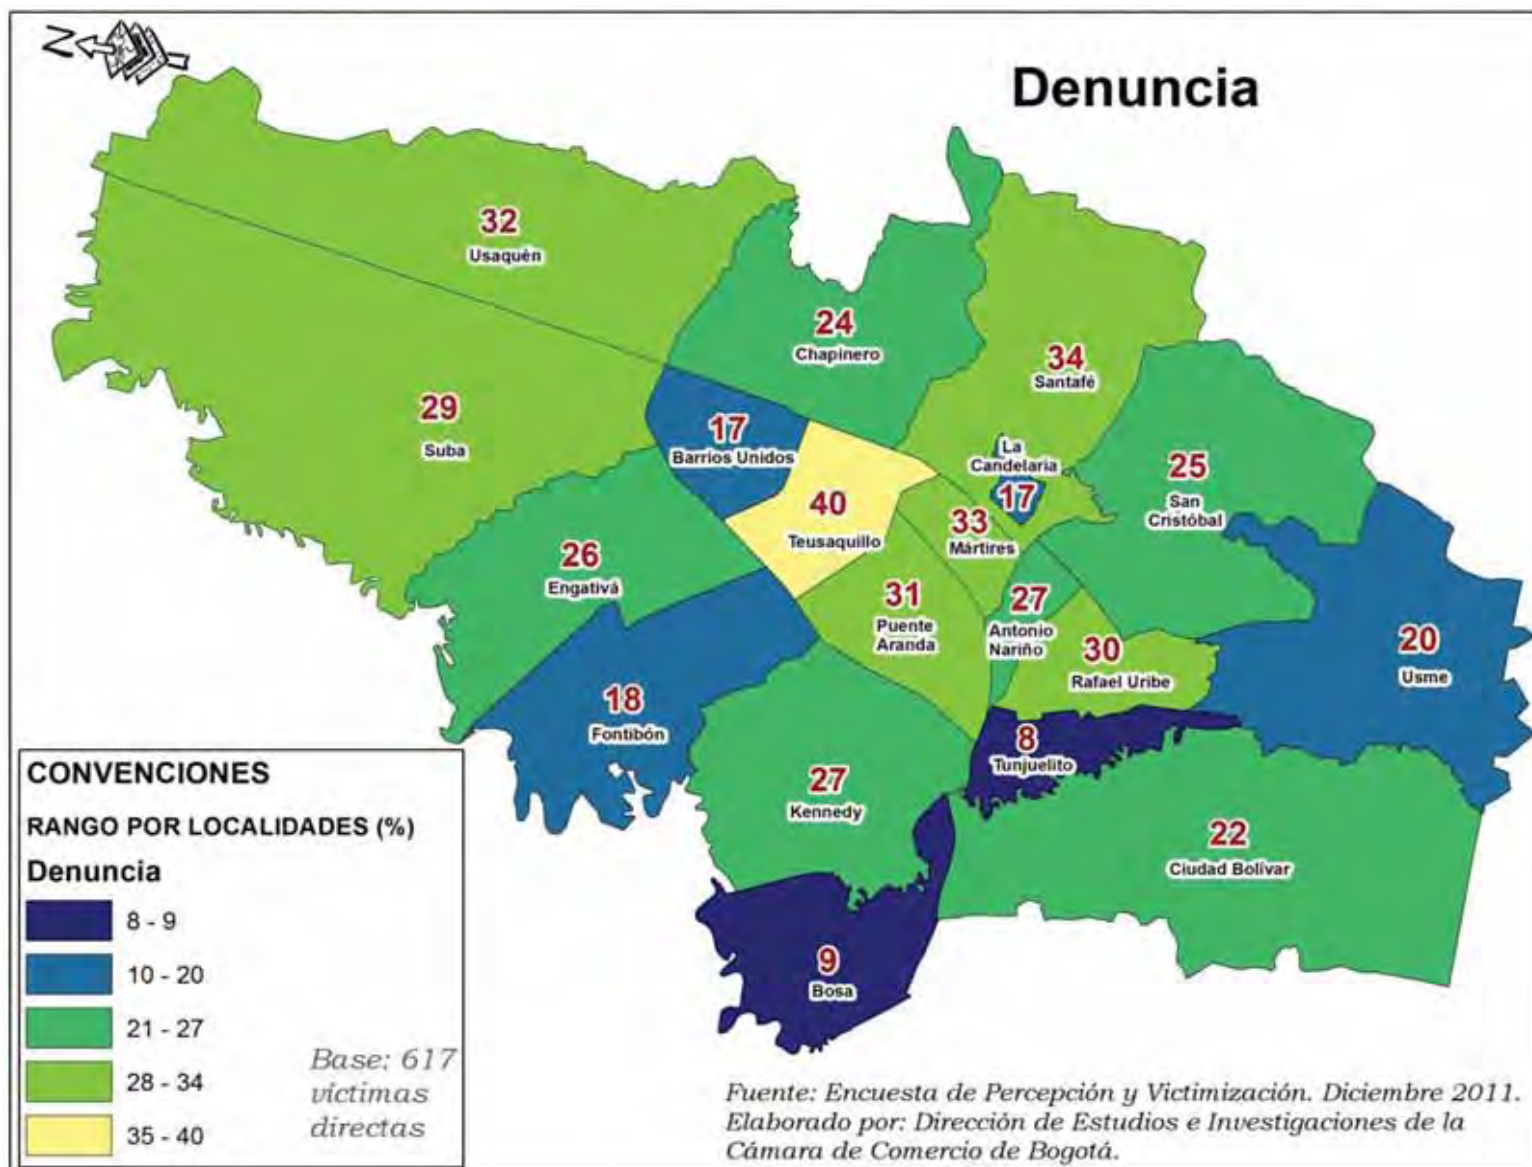 N
Denuncia
32
Usaquén
24
Chapinero
34
Santafé
29
Suba
17
Barrios Unidos
La
Candelaria
17
25
San
Cristóbal
40
Teusaquillo
33
Mártires
26
Engativá
31
Puente
Aranda
27
Antonio
Nariño
30
Rafael Uribe
20
Usme
18
Fontibón
8
Tunjuelito
27
Kennedy
22
Ciudad Bolívar
9
Bosa
CONVENCIONES
RANGO POR LOCALIDADES (%)
Denuncia
8 - 9
10 - 20
21 - 27
28 - 34
35 - 40
Base: 617
víctimas
directas
Fuente: Encuesta de Percepción y Victimización. Diciembre 2011.
Elaborado por: Dirección de Estudios e Investigaciones de la
Cámara de Comercio de Bogotá.